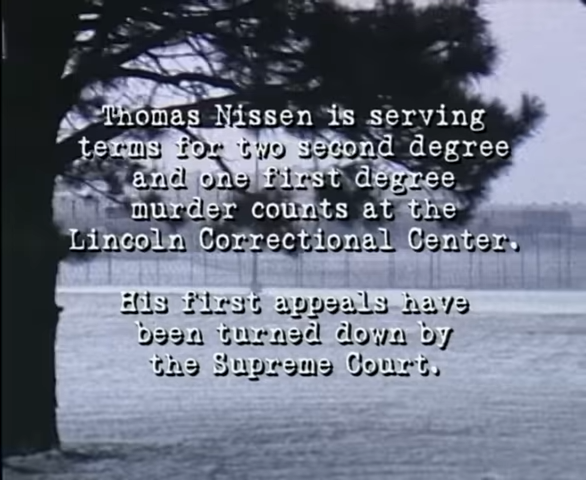 Thomas Nissen is serving
terms for two second degree
and one first degree
murder counts at the
Lincoln Correctional Center.
His first appeals have
been turned down by
the Supreme Court.